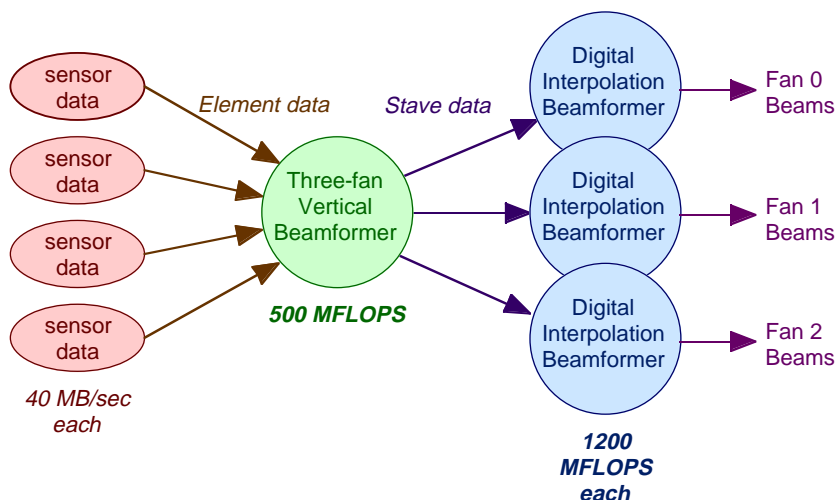 sensor
data
sensor
data
sensor
data
sensor
data
40 MB/sec
each
Element data
Three-fan
Vertical
Beamformer
500 MFLOPS
Stave data
Digital
Interpolation
Beamformer
Digital
Interpolation
Beamformer
Digital
Interpolation
Beamformer
1200
MFLOPS
each
Fan 0
Beams
Fan 1
Beams
Fan 2
Beams